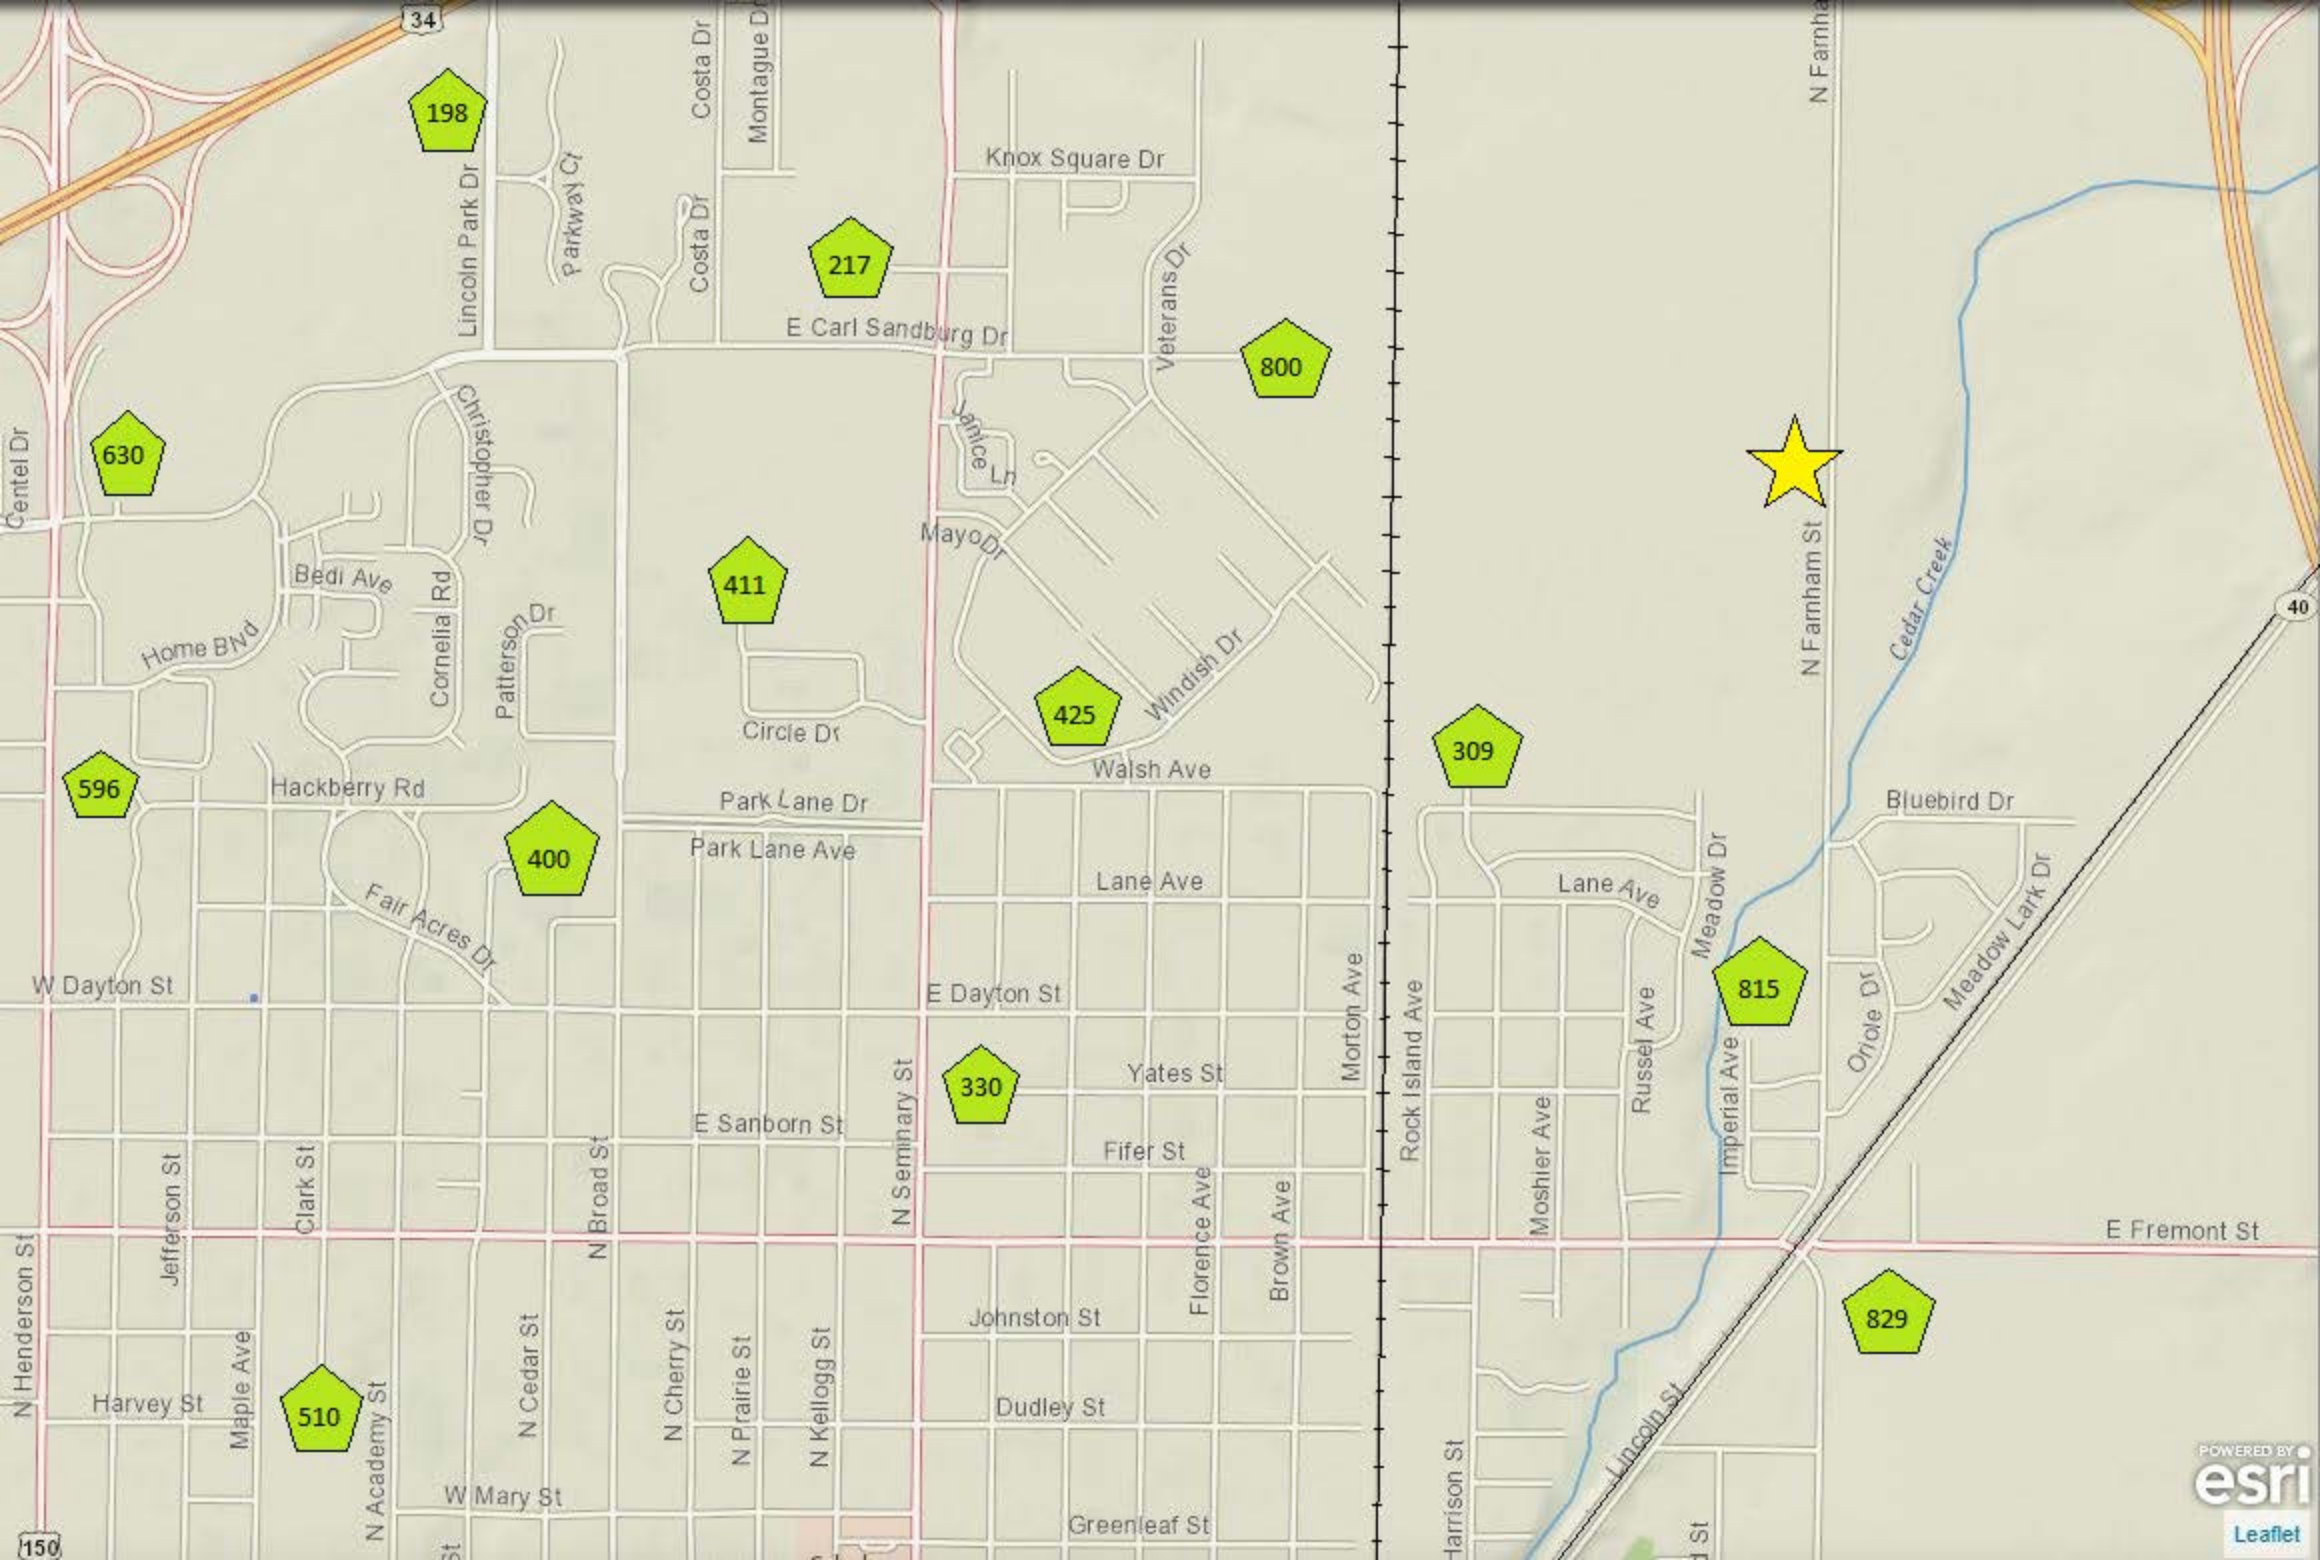 34
Costa Dr
Montague Dr
N Farnha
198
Knox Square Dr
Lincoln Park Dr
Parkway Ct
Costa Dr
217
Veterans Dr
E Carl Sandburg Dr
800
Centel Dr
630
Christopher Dr
Janice Ln
Mayo Dr
N Farnham St
Cedar Creek
40
Bedi Ave
Cornelia Rd
411
Home Blvd
Patterson Dr
Windish Dr
425
Circle Dr
309
Walsh Ave
596
Hackberry Rd
Park Lane Dr
Bluebird Dr
400
Park Lane Ave
Lane Ave
Lane Ave
Meadow Dr
Meadow Lark Dr
Fair Acres Dr
W Dayton St
E Dayton St
Morton Ave
Rock Island Ave
815
Oriole Dr
330
Yates St
Russel Ave
Imperial Ave
N Seminary St
E Sanborn St
Fifer St
Moshier Ave
Jefferson St
Clark St
N Broad St
Florence Ave
Brown Ave
E Fremont St
N Henderson St
Johnston St
829
Maple Ave
N Cedar St
N Cherry St
N Prairie St
N Kellogg St
Harvey St
510
N Academy St
Dudley St
Lincoln St
Harrison St
W Mary St
Greenleaf St
POWERED BY
esri
Leaflet
150
St
d St